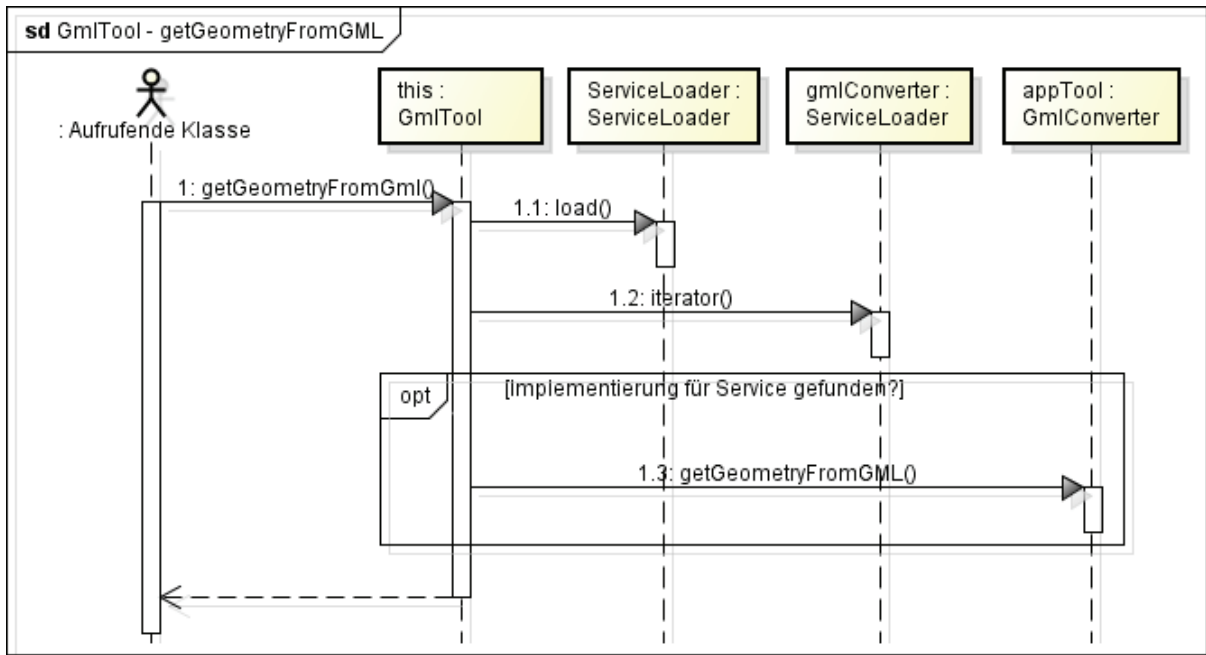 sd GmlTool - getGeometryFromGML
: Aufrufende Klasse
this :
GmlTool
ServiceLoader :
ServiceLoader
gmlConverter :
ServiceLoader
appTool :
GmlConverter
1: getGeometryFromGml()
1.1: load()
1.2: iterator()
opt
[Implementierung für Service gefunden?]
1.3: getGeometryFromGML()